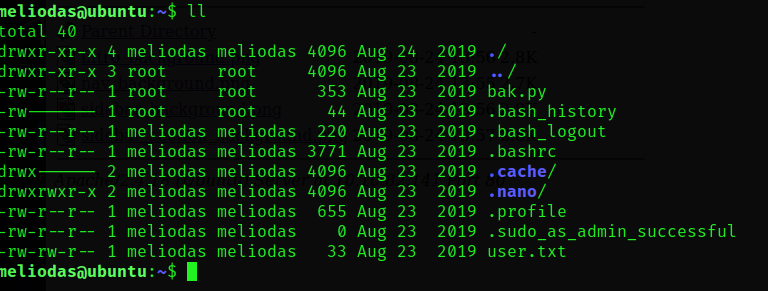 meliodas@ubuntu:~$ ll
total 40
drwxr-xr-x 4 meliodas meliodas 4096 Aug 24  2019 ./
drwxr-xr-x 3 root     root     4096 Aug 23  2019 ../
-rw-r--r-- 1 root     root      353 Aug 23  2019 bak.py
-rw------- 1 root     root       44 Aug 23  2019 .bash_history
-rw-r--r-- 1 meliodas meliodas  220 Aug 23  2019 .bash_logout
-rw-r--r-- 1 meliodas meliodas 3771 Aug 23  2019 .bashrc
drwx------ 2 meliodas meliodas 4096 Aug 23  2019 .cache/
drwxrwxr-x 2 meliodas meliodas 4096 Aug 23  2019 .nano/
-rw-r--r-- 1 meliodas meliodas  655 Aug 23  2019 .profile
-rw-r--r-- 1 meliodas meliodas    0 Aug 23  2019 .sudo_as_admin_successful
-rw-rw-r-- 1 meliodas meliodas   33 Aug 23  2019 user.txt
meliodas@ubuntu:~$
Parent Directory